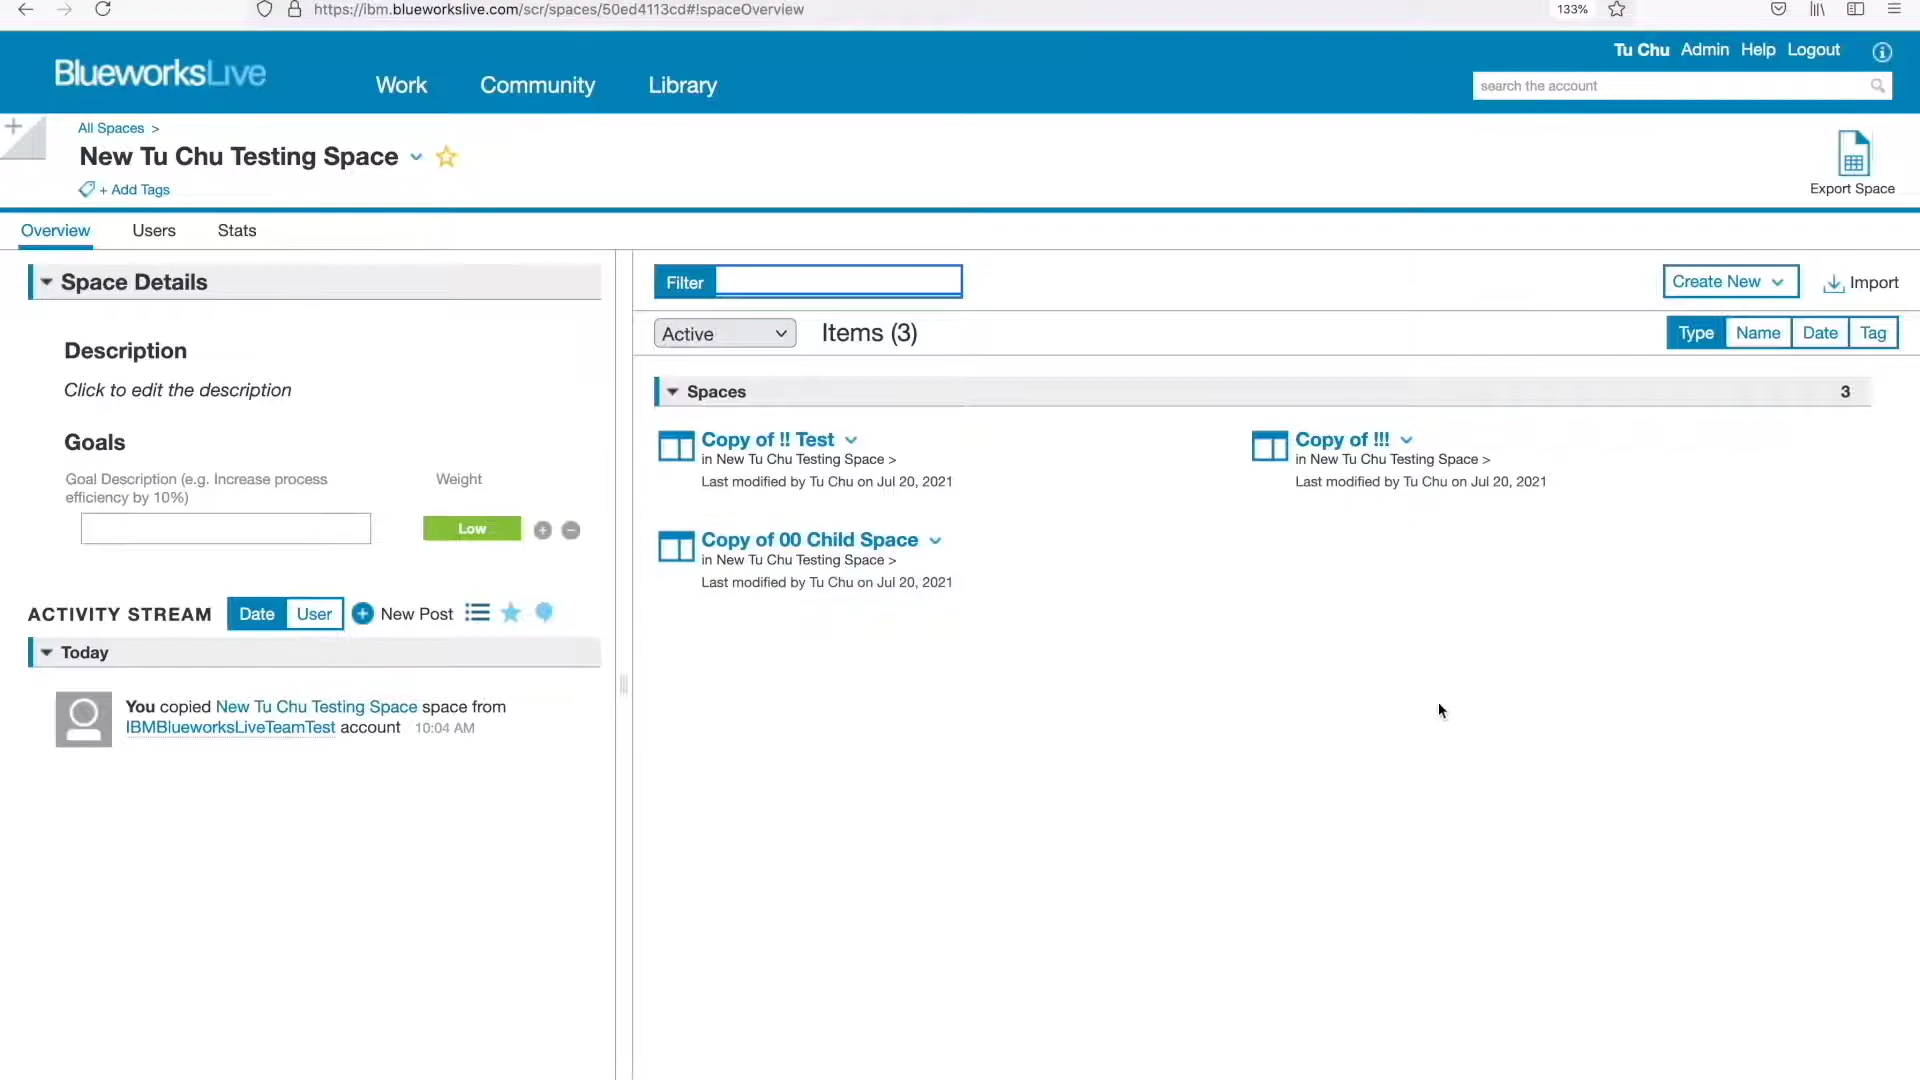 https://ibm.blueworkslive.com/scr/spaces/50ed4113cd#!spaceOverview
133%
Tu Chu Admin Help Logout
BlueworksLive
Work Community Library
search the account
All Spaces >
New Tu Chu Testing Space
+ Add Tags
Export Space
Overview Users Stats
Space Details
Description
Click to edit the description
Goals
Goal Description (e.g. Increase process
efficiency by 10%)
Weight
Low
ACTIVITY STREAM Date User New Post
Today
You copied New Tu Chu Testing Space space from
IBMBlueworksLiveTeamTest account 10:04 AM
Filter
Create New Import
Active Items (3)
Type Name Date Tag
Spaces 3
Copy of !! Test
in New Tu Chu Testing Space >
Last modified by Tu Chu on Jul 20, 2021
Copy of !!!
in New Tu Chu Testing Space >
Last modified by Tu Chu on Jul 20, 2021
Copy of 00 Child Space
in New Tu Chu Testing Space >
Last modified by Tu Chu on Jul 20, 2021